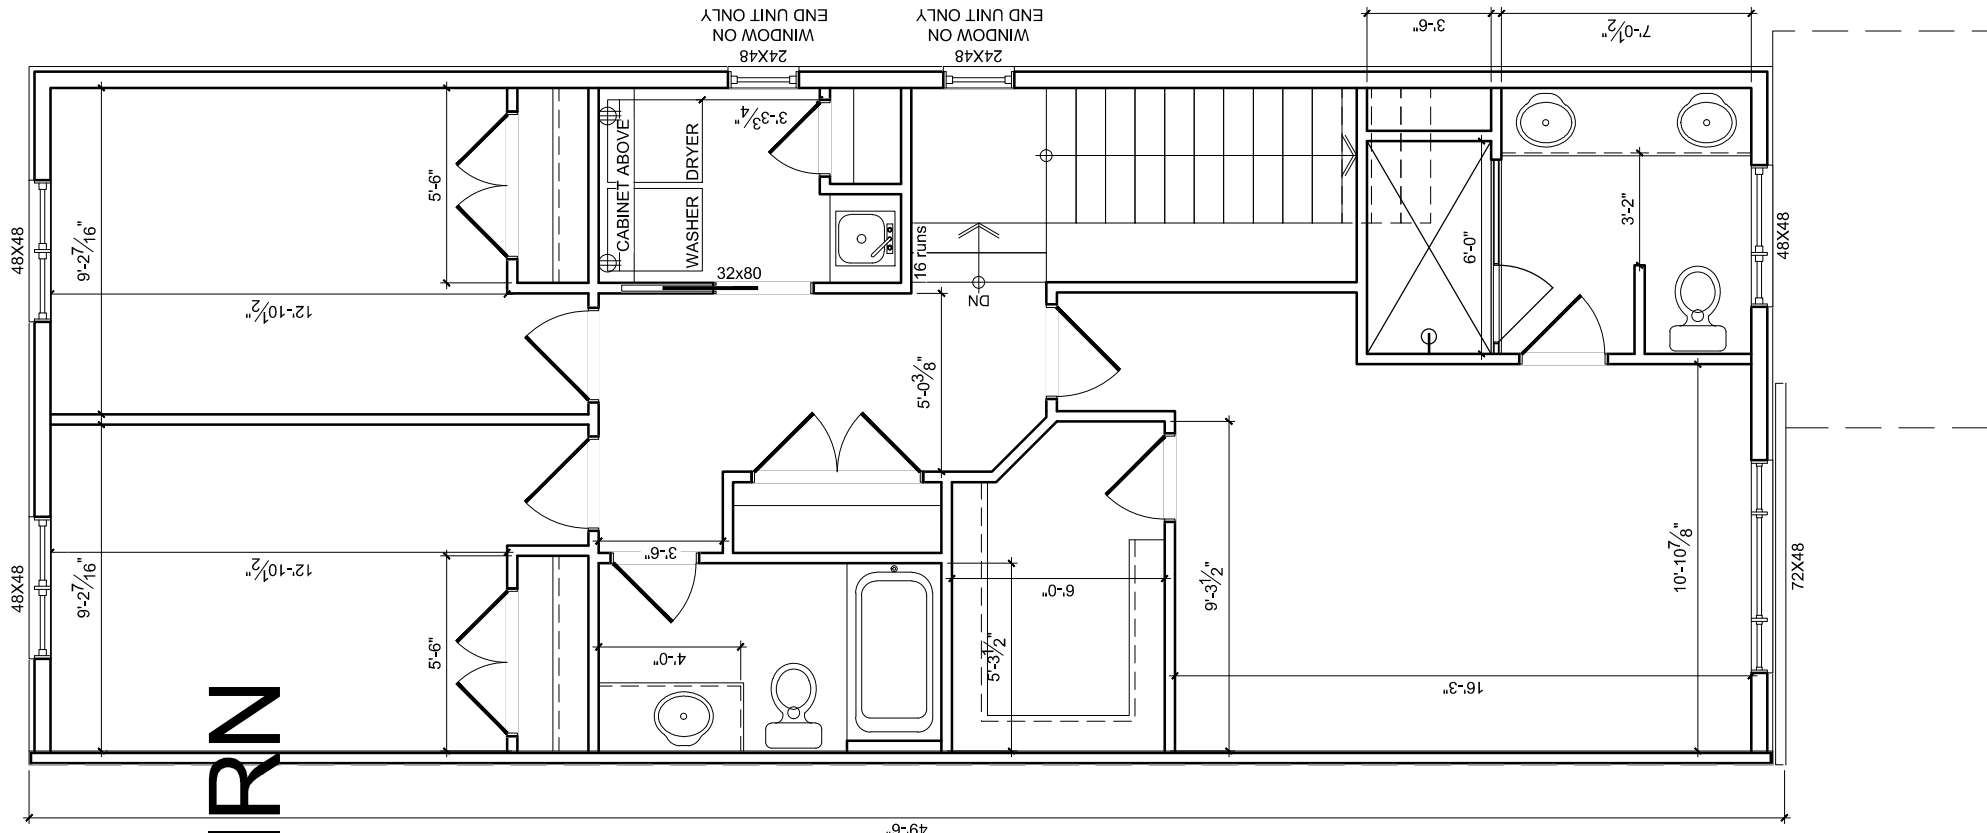 24X48
WINDOW ON
END UNIT ONLY
24X48
WINDOW ON
END UNIT ONLY
3'-6"
7'-0½"
48X48
9'-2 7/16"
12'-10½"
5'-6"
CABINET ABOVE
DRYER
WASHER
3'-3¾"
32x80
16 runs
DN
6'-0"
3'-2"
48X48
5'-0⅜"
48X48
9'-2 7/16"
12'-10½"
5'-6"
3'-6"
4'-0"
5'-3½"
6'-0"
9'-3½"
16'-3"
10'-10⅞"
72X48
49'-6"